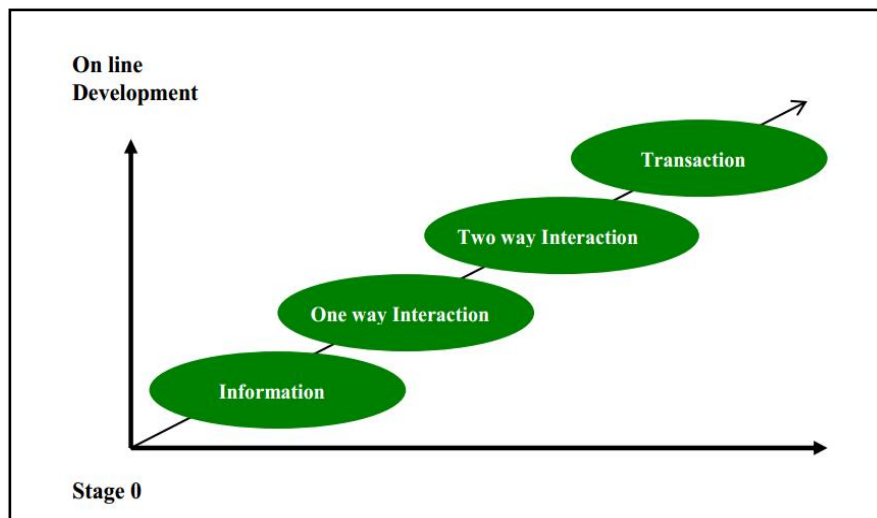 On line
Development
Transaction
Two way Interaction
One way Interaction
Information
Stage 0